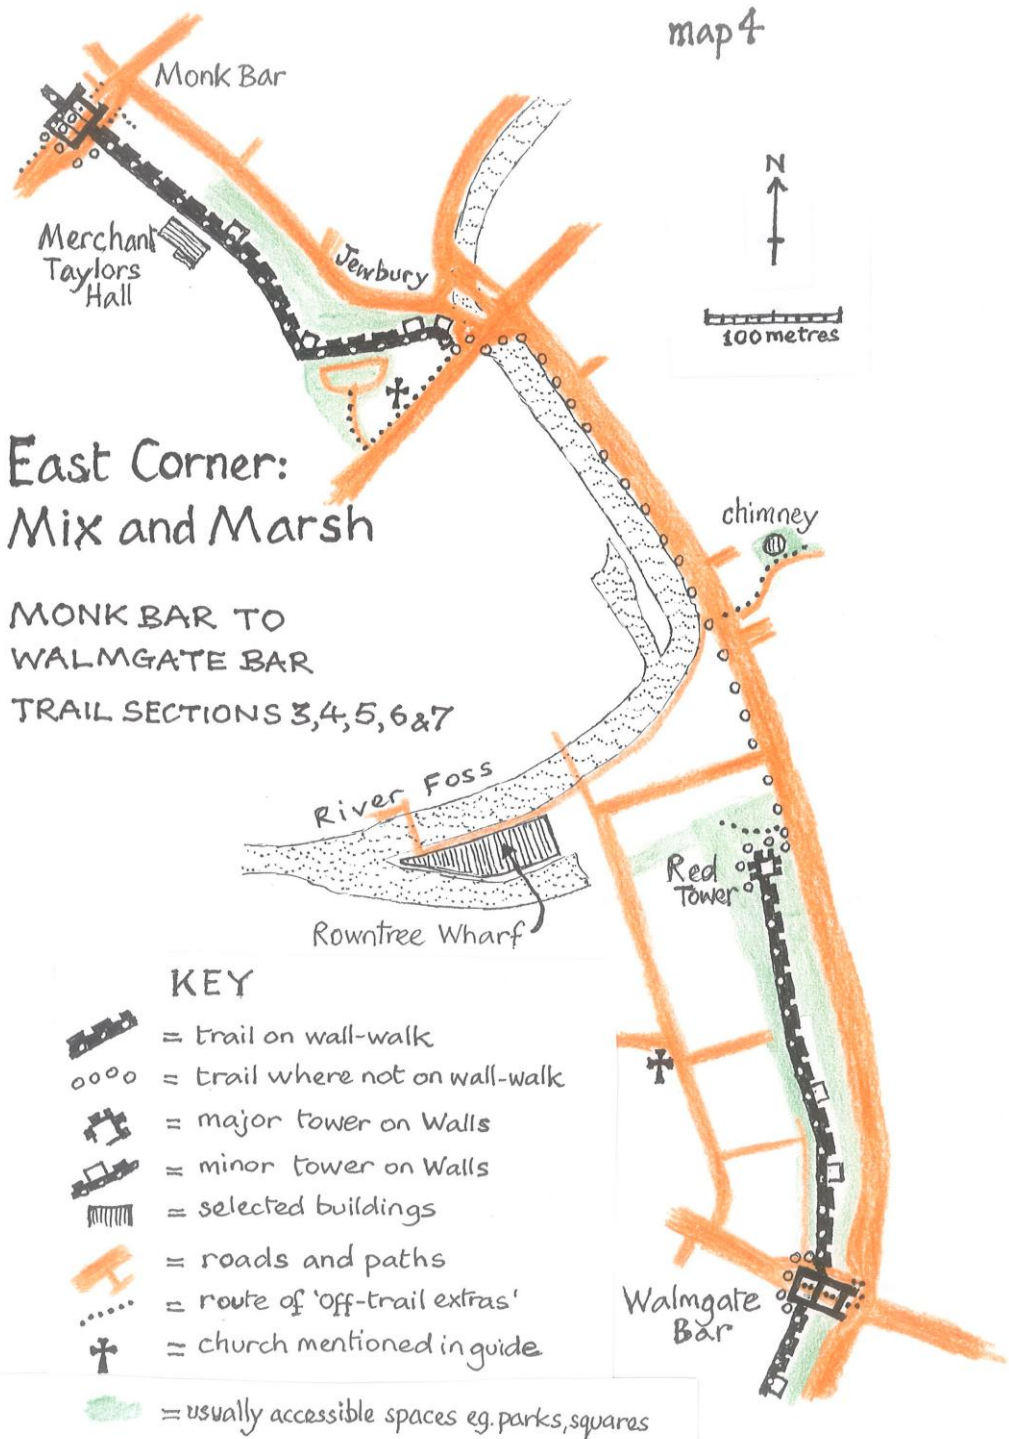 map 4
Monk Bar
N
Merchant
Taylors
Hall
Jewbury
100 metres
East Corner:
Mix and Marsh
chimney
MONK BAR TO
WALMGATE BAR
TRAIL SECTIONS 3,4,5,6&7
River Foss
Red
Tower
Rowntree Wharf
KEY
= trail on wall-walk
= trail where not on wall-walk
= major tower on Walls
= minor tower on Walls
= selected buildings
= roads and paths
= route of 'off-trail extras'
= church mentioned in guide
= usually accessible spaces eg. parks, squares
Walmgate
Bar